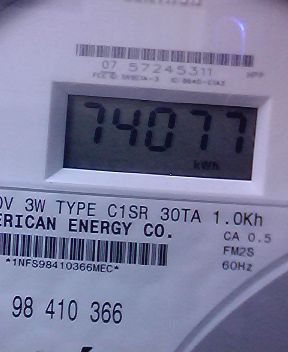 07 57245311
74077
kWh
V 3W TYPE C1SR 30TA 1.0Kh
ERICAN ENERGY CO.
CA 0.5
FM2S
*1NFS98410366MEC*
60Hz
98 410 366